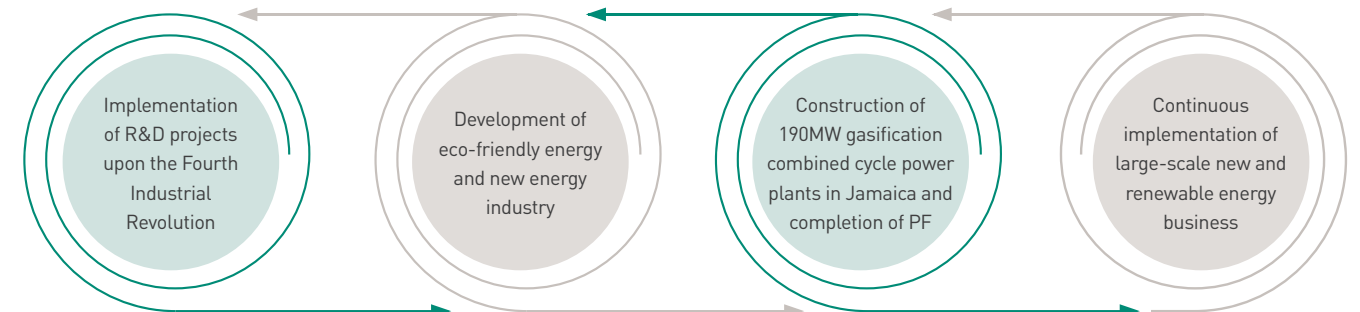 Implementation
of R&D projects
upon the Fourth
Industrial
Revolution
Development of
eco-friendly energy
and new energy
industry
Construction of
190MW gasification
combined cycle power
plants in Jamaica and
completion of PF
Continuous
implementation of
large-scale new and
renewable energy
business